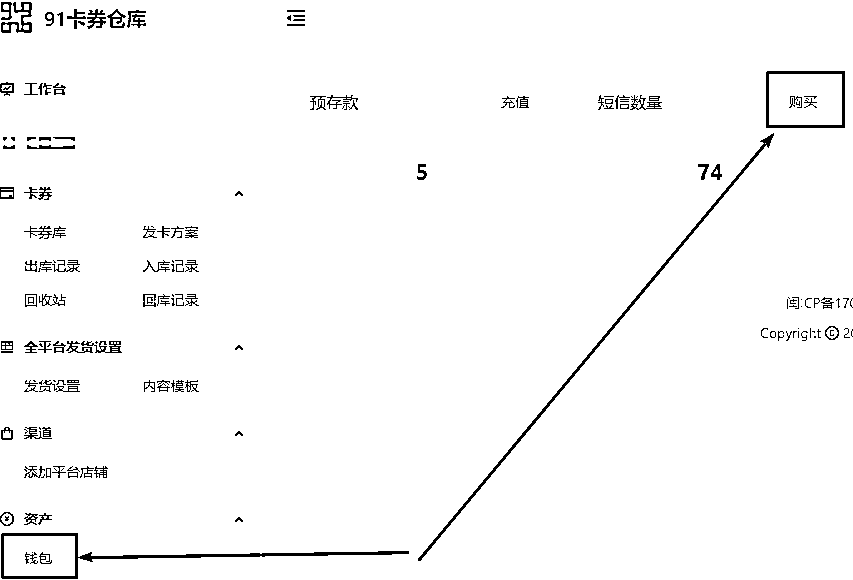 91卡券仓库
工作台
预存款 充值 短信数量 购买
5 74
卡券
卡券库 发卡方案
出库记录 入库记录
回收站 回库记录
闽ICP备170
Copyright © 20
全平台发货设置
发货设置 内容模板
渠道
添加平台店铺
资产
钱包